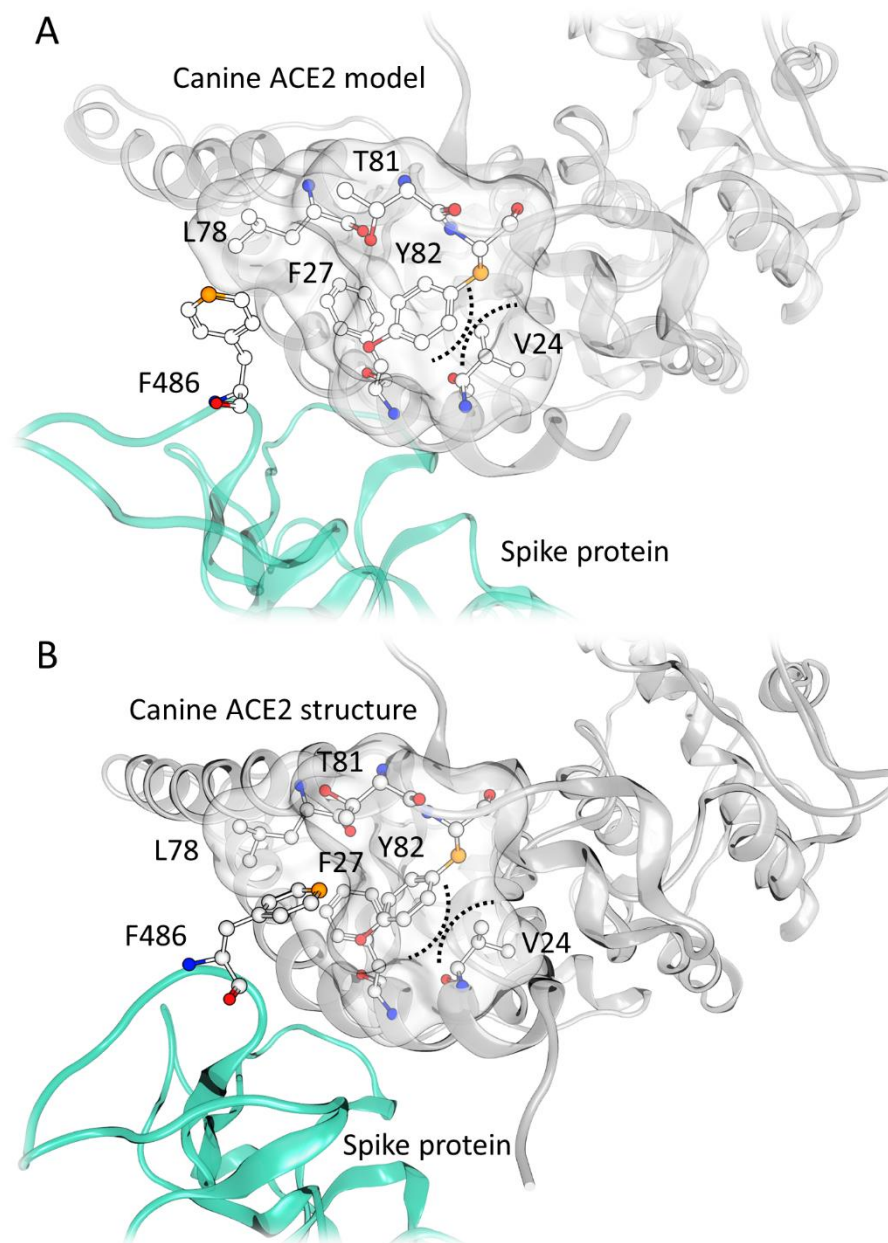 A
Canine ACE2 model
T81
L78
Y82
F27
V24
F486
Spike protein
B
Canine ACE2 structure
T81
L78
F27
Y82
F486
V24
Spike protein